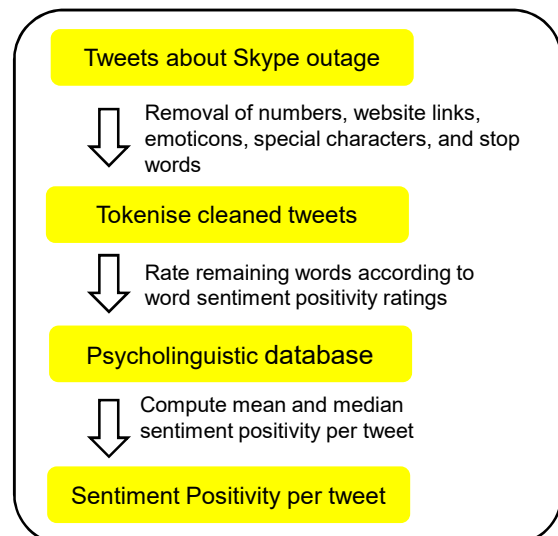 Tweets about Skype outage
Removal of numbers, website links,
emoticons, special characters, and stop
words
Tokenise cleaned tweets
Rate remaining words according to
word sentiment positivity ratings
Psycholinguistic database
Compute mean and median
sentiment positivity per tweet
Sentiment Positivity per tweet